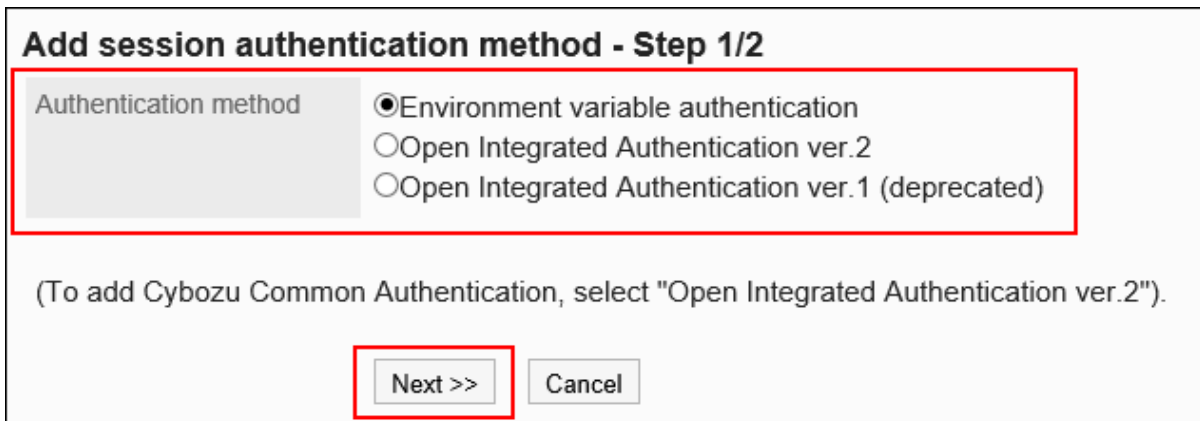 Add session authentication method - Step 1/2
Authentication method
Environment variable authentication
Open Integrated Authentication ver.2
Open Integrated Authentication ver.1 (deprecated)
(To add Cybozu Common Authentication, select "Open Integrated Authentication ver.2").
Next >>
Cancel